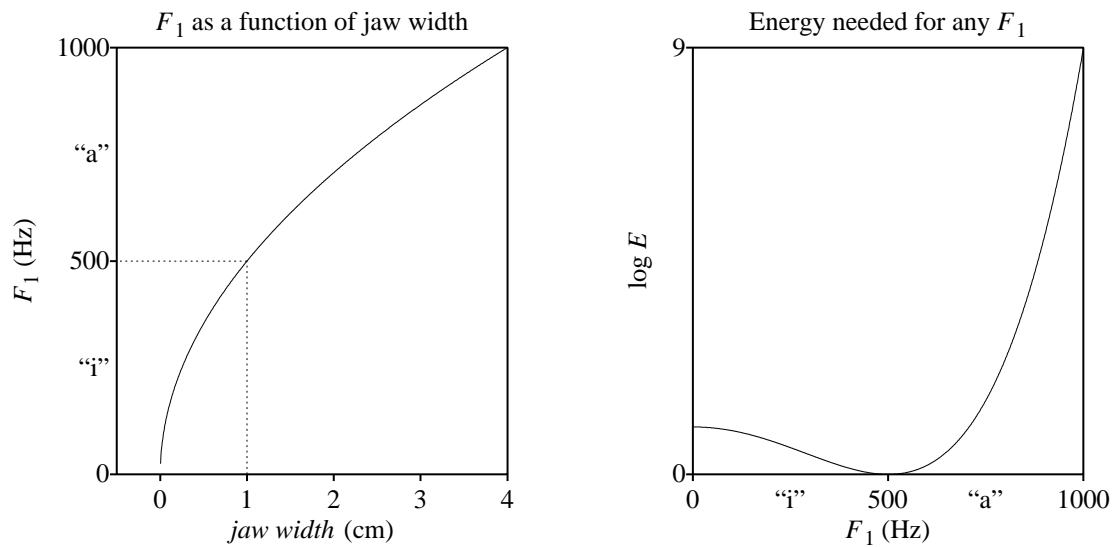 F1 as a function of jaw width
1000
“a”
500
“i”
0
F1 (Hz)
0 1 2 3 4
jaw width (cm)
Energy needed for any F1
9
log E
0
0 “i” 500 “a” 1000
F1 (Hz)